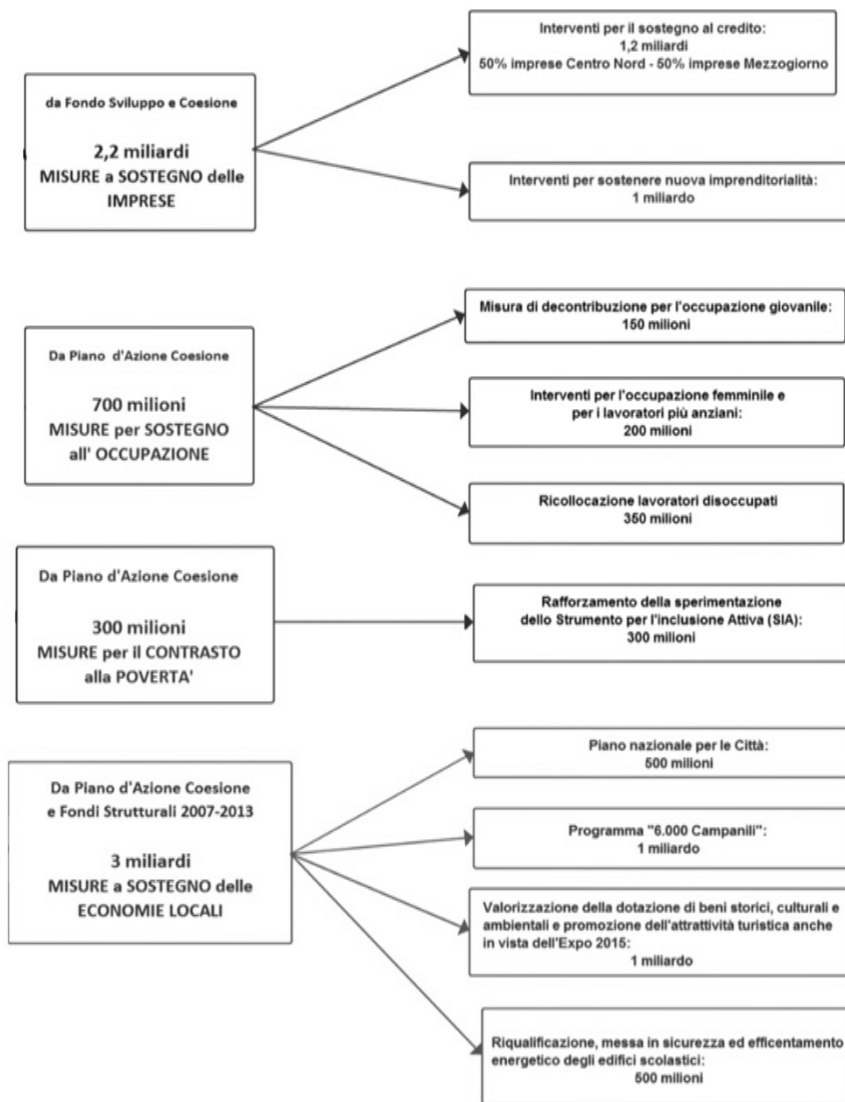 da Fondo Sviluppo e Coesione
2,2 miliardi
MISURE a SOSTEGNO delle
IMPRESE
Interventi per il sostegno al credito:
1,2 miliardi
50% imprese Centro Nord - 50% imprese Mezzogiorno
Interventi per sostenere nuova imprenditorialità:
1 miliardo
Da Piano d'Azione Coesione
700 milioni
MISURE per SOSTEGNO
all' OCCUPAZIONE
Misura di decontribuzione per l'occupazione giovanile:
150 milioni
Interventi per l'occupazione femminile e
per i lavoratori più anziani:
200 milioni
Ricollocazione lavoratori disoccupati
350 milioni
Da Piano d'Azione Coesione
300 milioni
MISURE per il CONTRASTO
alla POVERTA'
Rafforzamento della sperimentazione
dello Strumento per l'inclusione Attiva (SIA):
300 milioni
Da Piano d'Azione Coesione
e Fondi Strutturali 2007-2013
3 miliardi
MISURE a SOSTEGNO delle
ECONOMIE LOCALI
Piano nazionale per le Città:
500 milioni
Programma "6.000 Campanili":
1 miliardo
Valorizzazione della dotazione di beni storici, culturali e
ambientali e promozione dell'attrattività turistica anche
in vista dell'Expo 2015:
1 miliardo
Riqualificazione, messa in sicurezza ed efficentamento
energetico degli edifici scolastici:
500 milioni